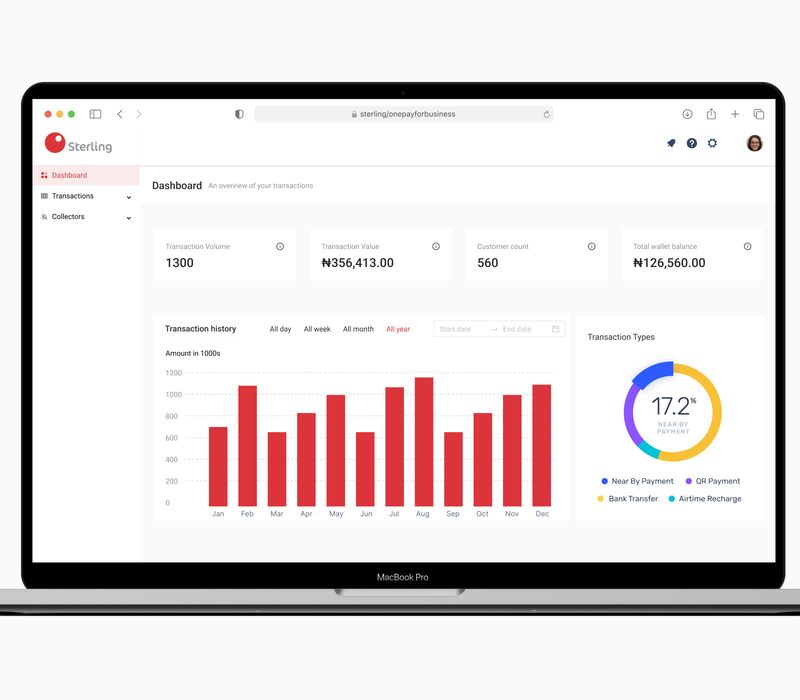 sterling/onepayforbusiness
Sterling
Dashboard
Transactions
Collectors
Dashboard An overview of your transactions
Transaction Volume
1300
Transaction Value
₦356,413.00
Customer count
560
Total wallet balance
₦126,560.00
Transaction history All day All week All month All year Start date → End date
Amount in 1000s
1200
1000
800
600
400
200
0
Jan Feb Mar Apr May Jun Jul Aug Sep Oct Nov Dec
Transaction Types
17.2%
NEAR BY
PAYMENT
Near By Payment QR Payment
Bank Transfer Airtime Recharge
MacBook Pro